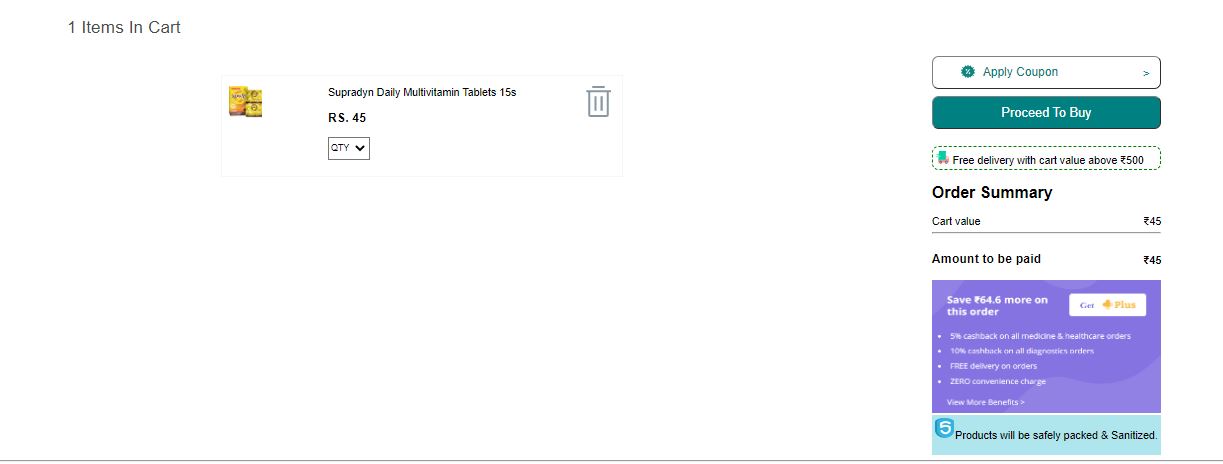 1 Items In Cart
Supradyn Daily Multivitamin Tablets 15s
RS. 45
QTY
Apply Coupon >
Proceed To Buy
Free delivery with cart value above ₹500
Order Summary
Cart value ₹45
Amount to be paid ₹45
Save ₹64.6 more on
this order
Get Plus
5% cashback on all medicine & healthcare orders
10% cashback on all diagnostics orders
FREE delivery on orders
ZERO convenience charge
View More Benefits >
Products will be safely packed & Sanitized.